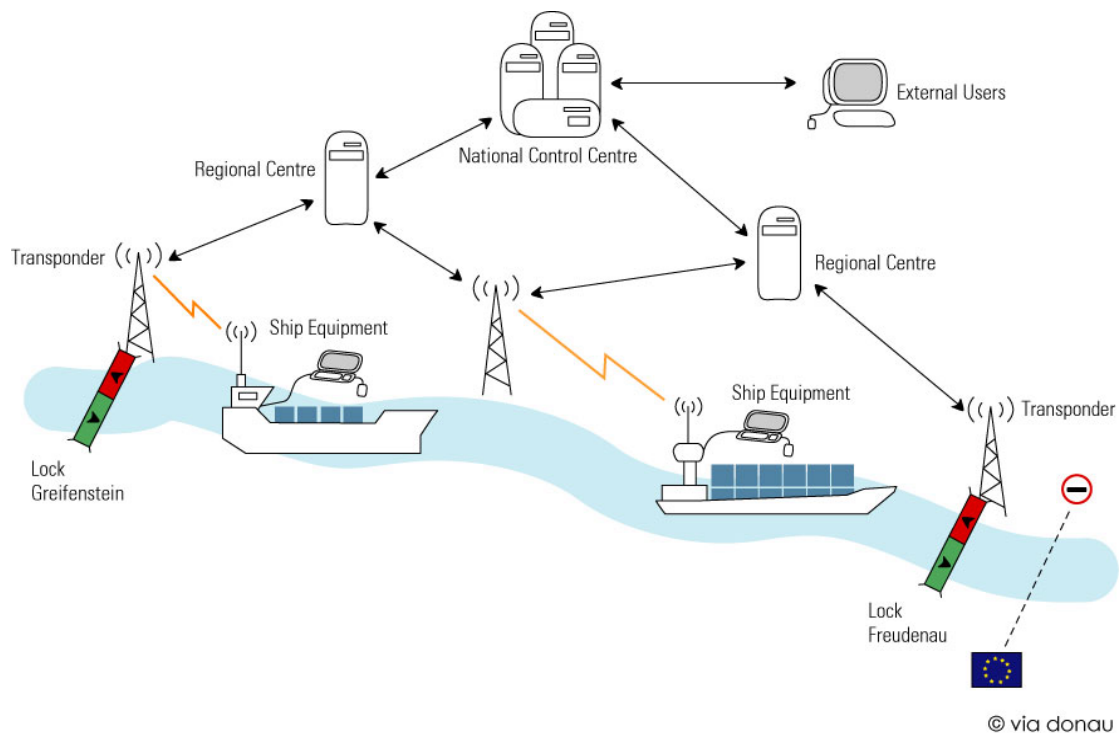 External Users
National Control Centre
Regional Centre
Transponder
Regional Centre
Ship Equipment
Ship Equipment
Transponder
Lock
Greifenstein
Lock
Freudenau
© via donau